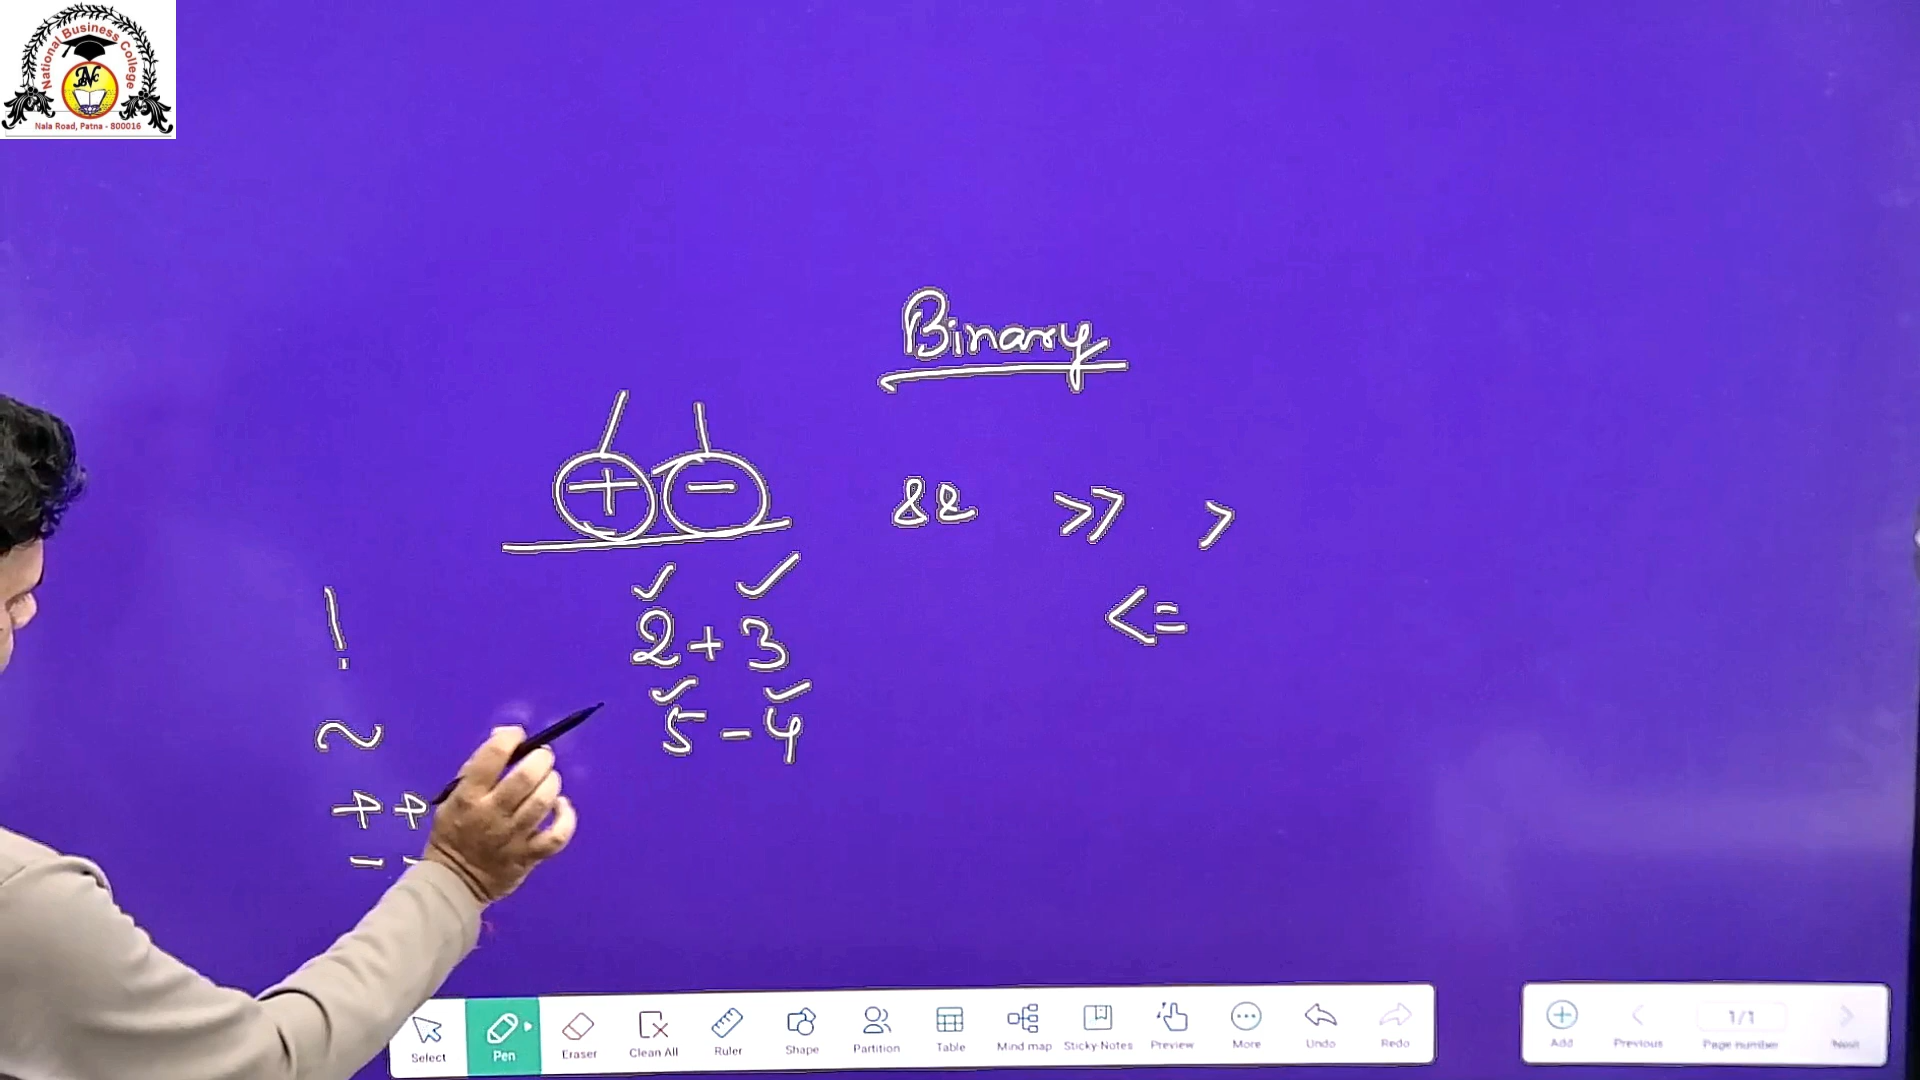 National Business College
Nala Road, Patna - 800016
Binary
+ -
&& >> >
<=
!
2 + 3
5 - 4
~
++
--
Select Pen Eraser Clean All Ruler Shape Partition Table Mind map Sticky Notes Preview More Undo Redo
Add Previous 1/1 Page number Next